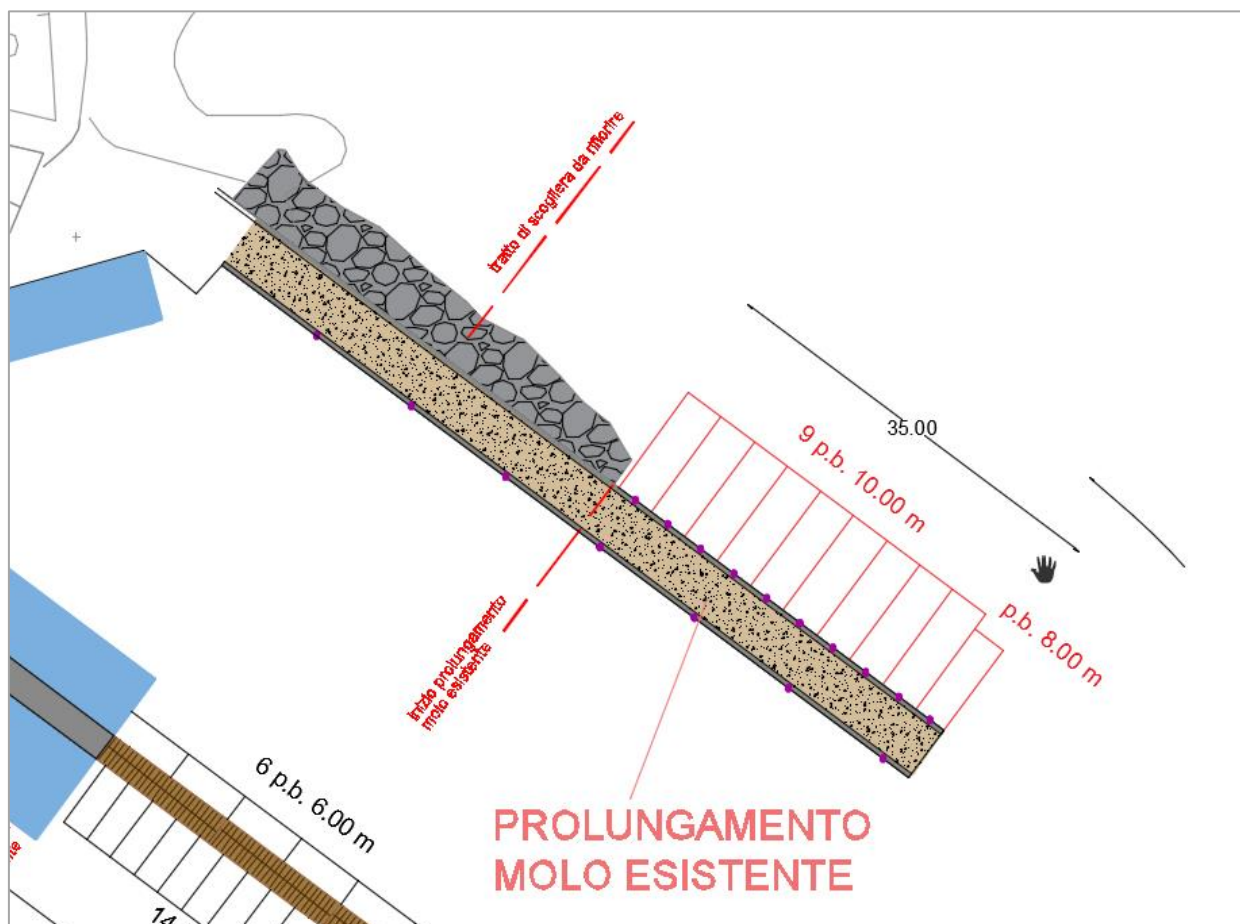 tratto di scogliera da rifiorire
35.00
9 p.b. 10.00 m
p.b. 8.00 m
inizio prolungamento
molo esistente
6 p.b. 6.00 m
PROLUNGAMENTO
MOLO ESISTENTE
14